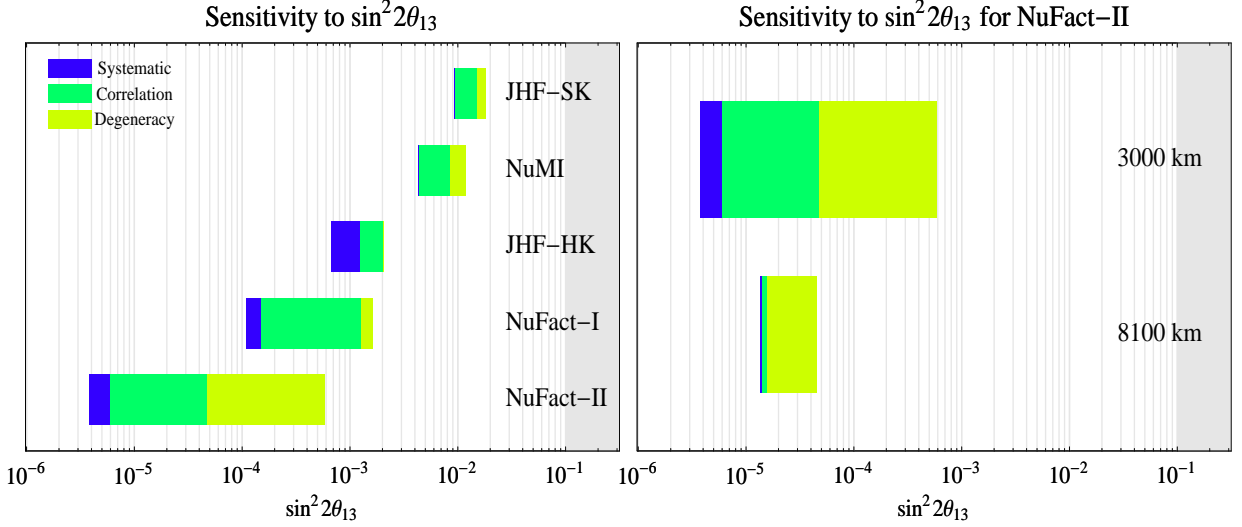 Sensitivity to sin²2θ₁₃
Systematic
Correlation
Degeneracy
JHF−SK
NuMI
JHF−HK
NuFact−I
NuFact−II
10⁻⁶ 10⁻⁵ 10⁻⁴ 10⁻³ 10⁻² 10⁻¹
sin²2θ₁₃
Sensitivity to sin²2θ₁₃ for NuFact−II
3000 km
8100 km
10⁻⁶ 10⁻⁵ 10⁻⁴ 10⁻³ 10⁻² 10⁻¹
sin²2θ₁₃